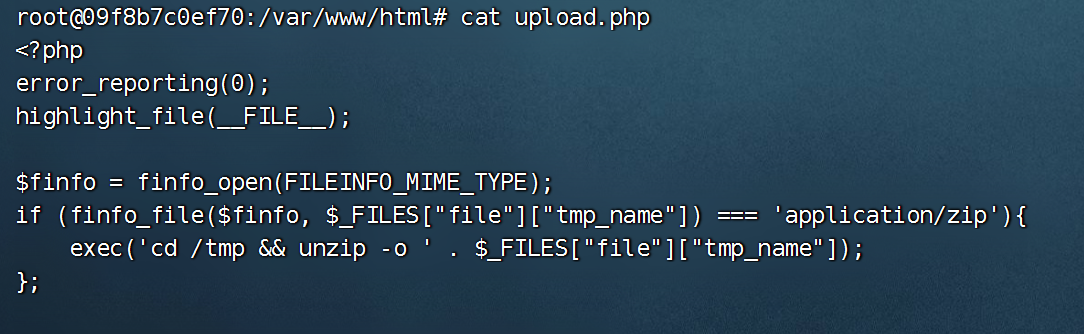 root@09f8b7c0ef70:/var/www/html# cat upload.php
<?php
error_reporting(0);
highlight_file(__FILE__);

$finfo = finfo_open(FILEINFO_MIME_TYPE);
if (finfo_file($finfo, $_FILES["file"]["tmp_name"]) === 'application/zip'){
    exec('cd /tmp && unzip -o ' . $_FILES["file"]["tmp_name"]);
};